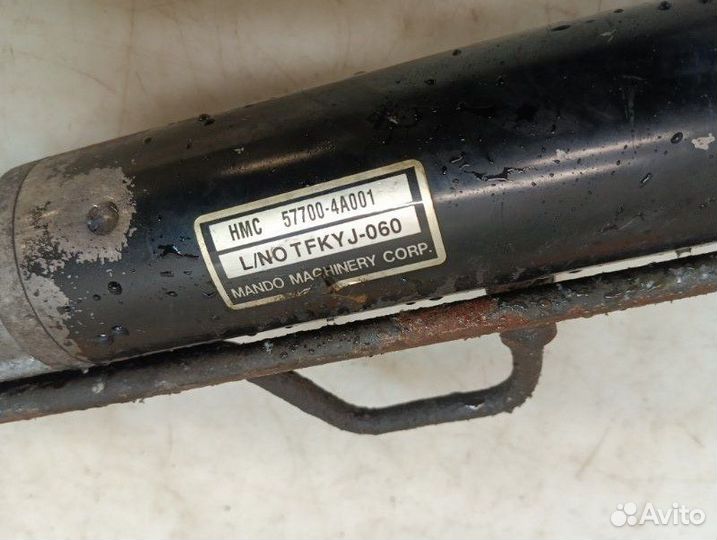 HMC 57700-4A001
L/NO TFKYJ-060
MANDO MACHINERY CORP.
Avito